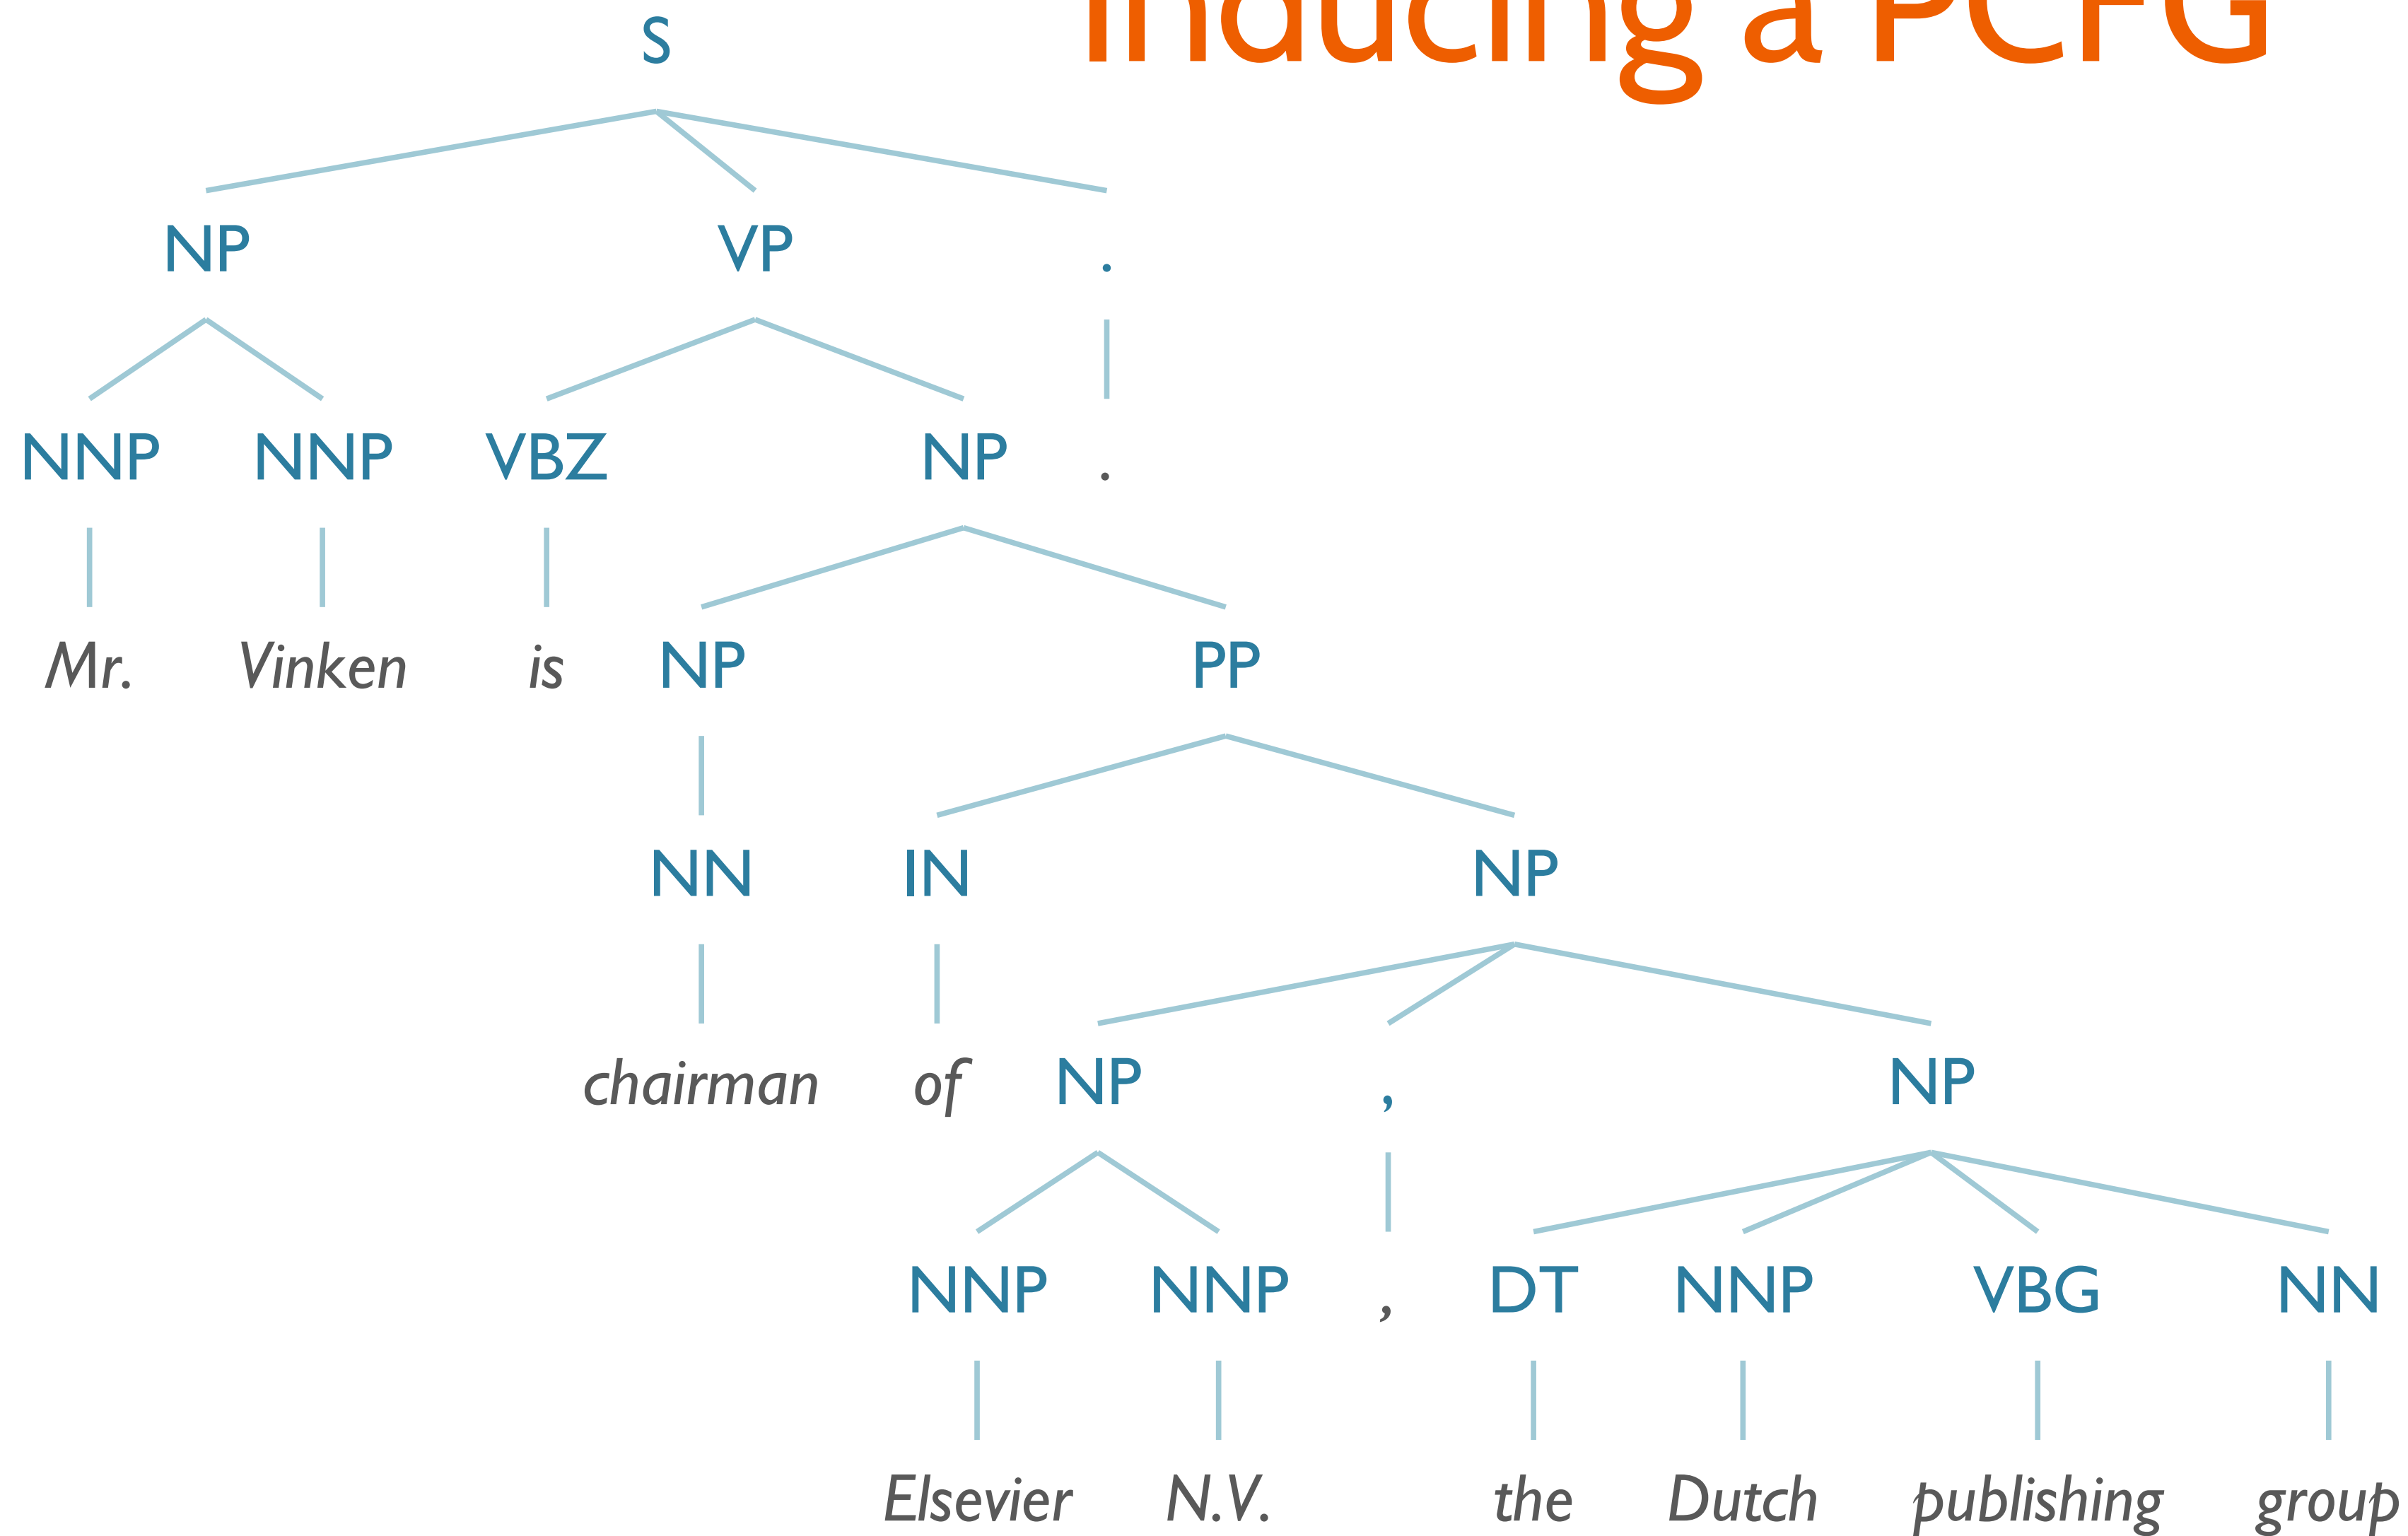 Inducing a PCFG
S
NP VP .
NNP NNP VBZ NP .
Mr. Vinken is NP PP
NN IN NP
chairman of NP , NP
NNP NNP , DT NNP VBG NN
Elsevier N.V. the Dutch publishing group